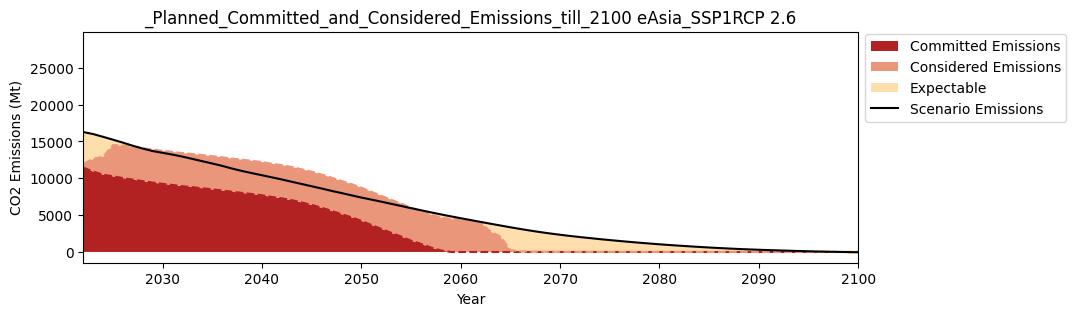 _Planned_Committed_and_Considered_Emissions_till_2100 eAsia_SSP1RCP 2.6
CO2 Emissions (Mt)
25000
20000
15000
10000
5000
0
2030 2040 2050 2060 2070 2080 2090 2100
Year
Committed Emissions
Considered Emissions
Expectable
Scenario Emissions